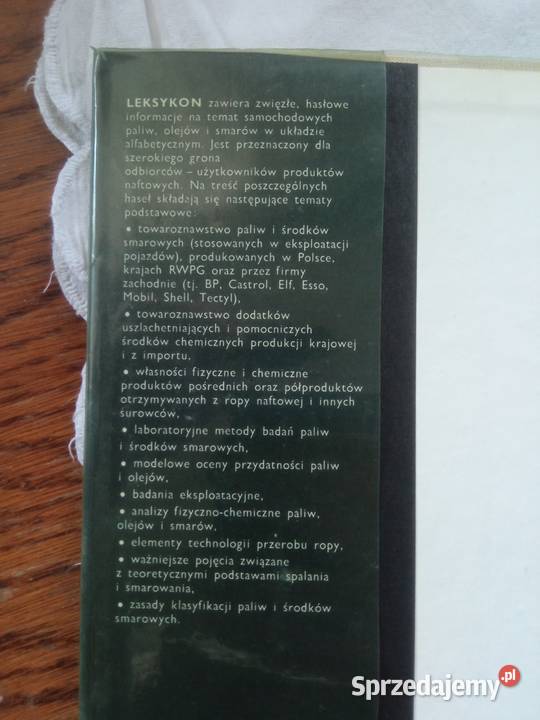 LEKSYKON zawiera zwięzłe, hasłowe
informacje na temat samochodowych
paliw, olejów i smarów w układzie
alfabetycznym. Jest przeznaczony dla
szerokiego grona
odbiorców – użytkowników produktów
naftowych. Na treść poszczególnych
haseł składają się następujące tematy
podstawowe:
• towaroznawstwo paliw i środków
smarowych (stosowanych w eksploatacji
pojazdów), produkowanych w Polsce,
krajach RWPG oraz przez firmy
zachodnie (tj. BP, Castrol, Elf, Esso,
Mobil, Shell, Tectyl),
• towaroznawstwo dodatków
uszlachetniających i pomocniczych
środków chemicznych produkcji krajowej
i z importu,
• własności fizyczne i chemiczne
produktów pośrednich oraz półproduktów
otrzymywanych z ropy naftowej i innych
surowców,
• laboratoryjne metody badań paliw
i środków smarowych,
• modelowe oceny przydatności paliw
i olejów,
• badania eksploatacyjne,
• analizy fizyczno-chemiczne paliw,
olejów i smarów,
• elementy technologii przerobu ropy,
• ważniejsze pojęcia związane
z teoretycznymi podstawami spalania
i smarowania,
• zasady klasyfikacji paliw i środków
smarowych.
Sprzedajemy.pl